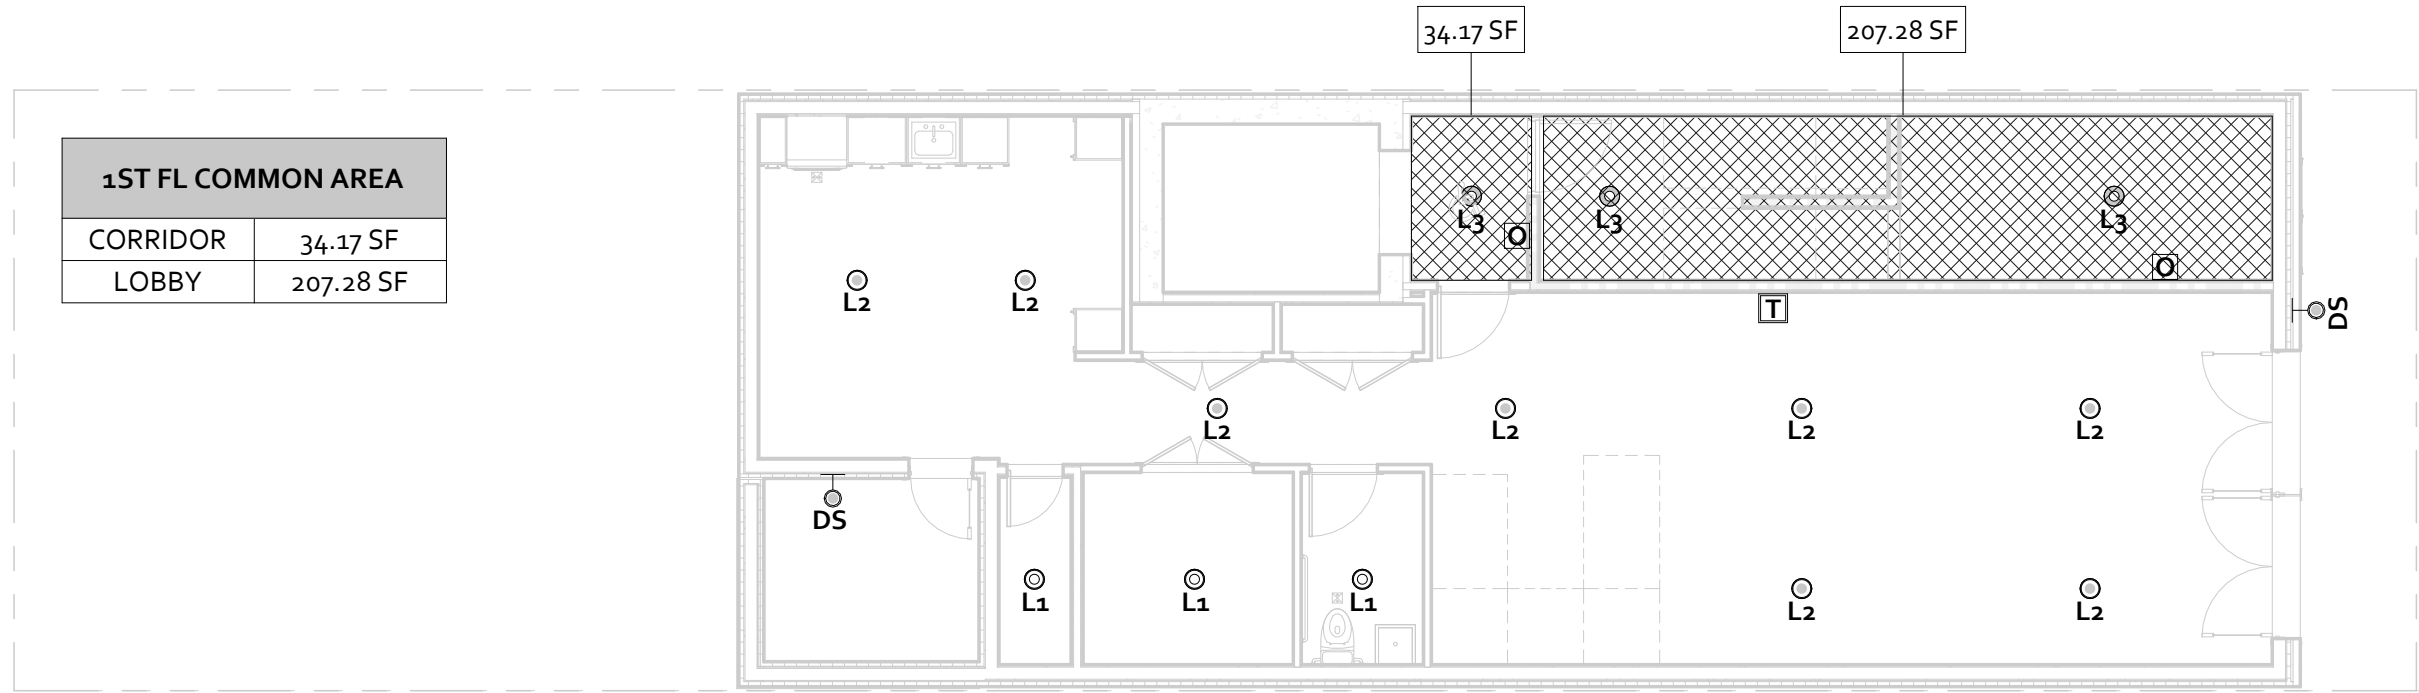 34.17 SF
207.28 SF
1ST FL COMMON AREA
CORRIDOR 34.17 SF
LOBBY 207.28 SF
L3
L3
L3
O
O
L2
L2
T
DS
L2
L2
L2
L2
DS
L1
L1
L1
L2
L2